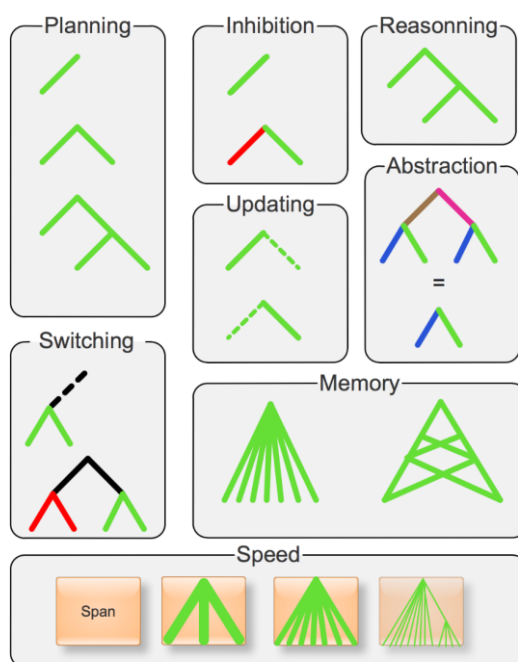 Planning
Inhibition
Reasonning
Abstraction
Updating
=
Switching
Memory
Speed
Span